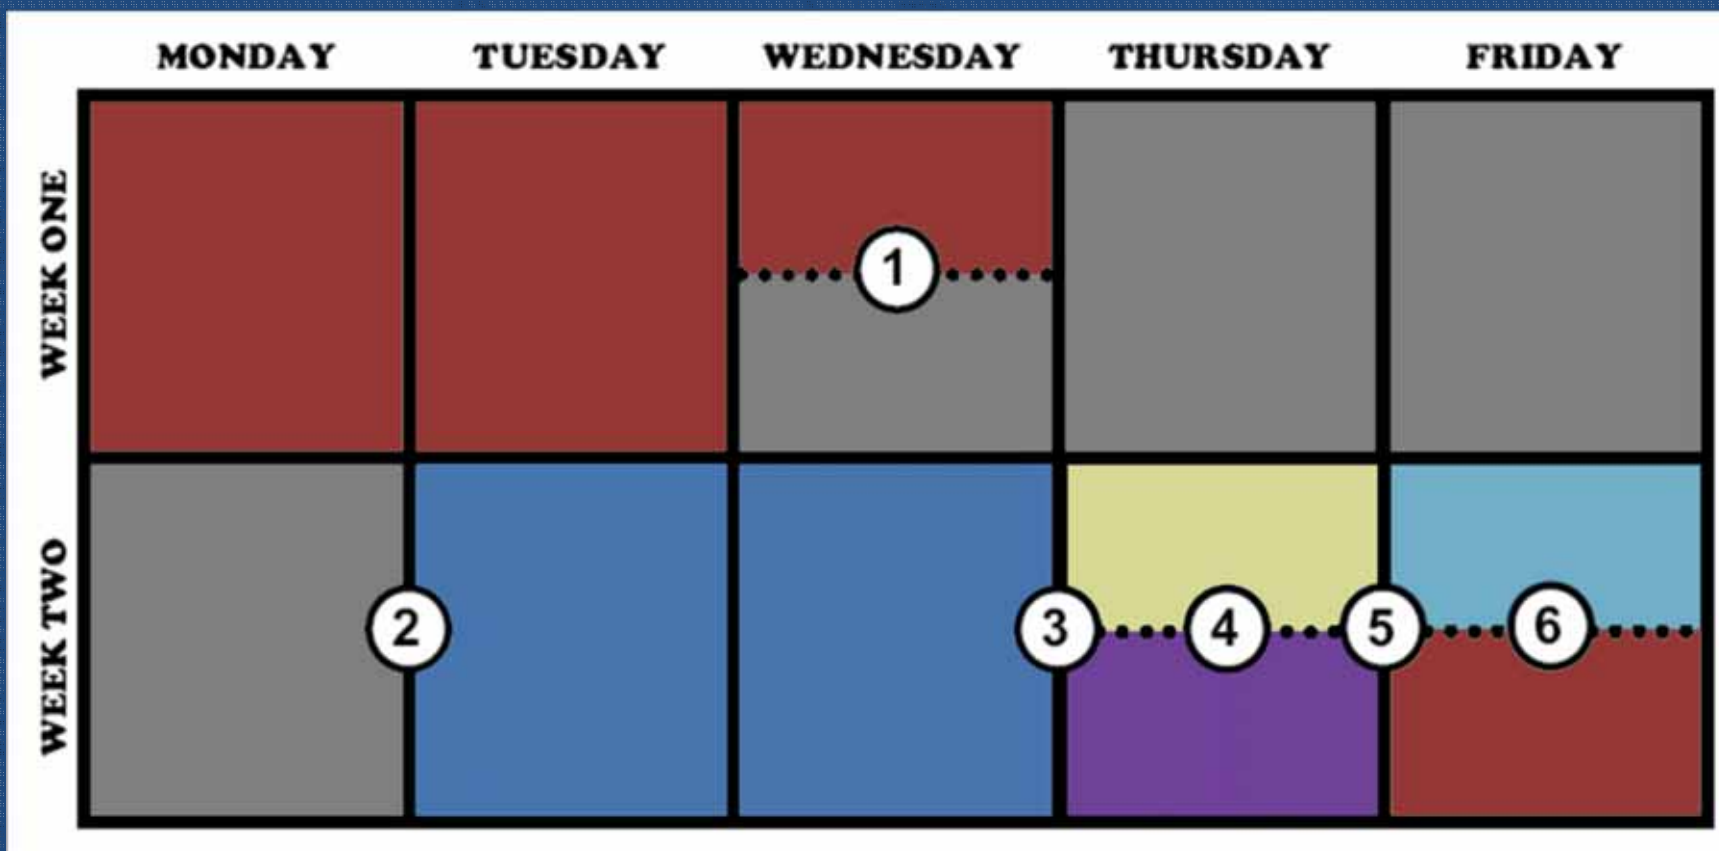 MONDAY TUESDAY WEDNESDAY THURSDAY FRIDAY
WEEK ONE
1
WEEK TWO
2 3 4 5 6